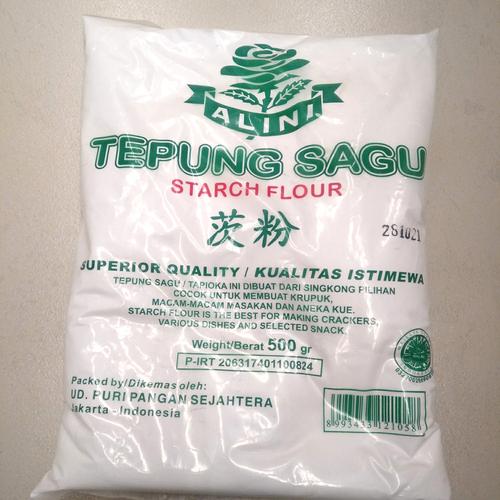 ALINI
TEPUNG SAGU
STARCH FLOUR
茨粉
281021
SUPERIOR QUALITY / KUALITAS ISTIMEWA
TEPUNG SAGU / TAPIOKA INI DIBUAT DARI SINGKONG PILIHAN
COCOK UNTUK MEMBUAT KRUPUK,
MACAM-MACAM MASAKAN DAN ANEKA KUE.
STARCH FLOUR IS THE BEST FOR MAKING CRACKERS,
VARIOUS DISHES AND SELECTED SNACK.
Weight/Berat 500 gr
P-IRT 206317401100824
Packed by/Dikemas oleh:
UD. PURI PANGAN SEJAHTERA
Jakarta - Indonesia
8993433121058